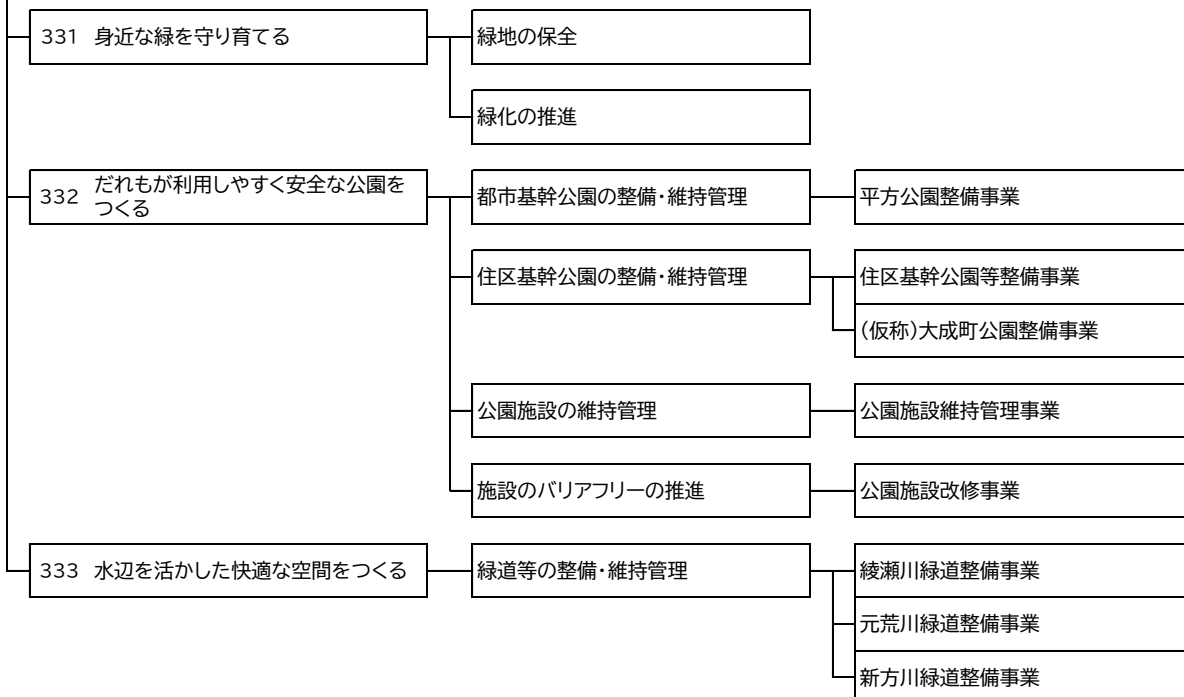 331 身近な緑を守り育てる
緑地の保全
緑化の推進
332 だれもが利用しやすく安全な公園を
つくる
都市基幹公園の整備・維持管理
平方公園整備事業
住区基幹公園の整備・維持管理
住区基幹公園等整備事業
(仮称)大成町公園整備事業
公園施設の維持管理
公園施設維持管理事業
施設のバリアフリーの推進
公園施設改修事業
333 水辺を活かした快適な空間をつくる
緑道等の整備・維持管理
綾瀬川緑道整備事業
元荒川緑道整備事業
新方川緑道整備事業